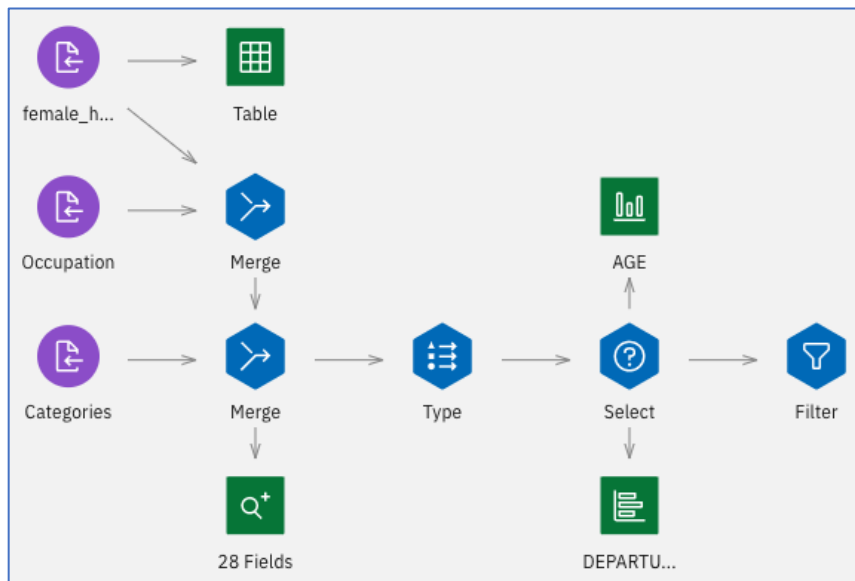 female_h...
Table
Occupation
Merge
AGE
Categories
Merge
Type
Select
Filter
28 Fields
DEPARTU...